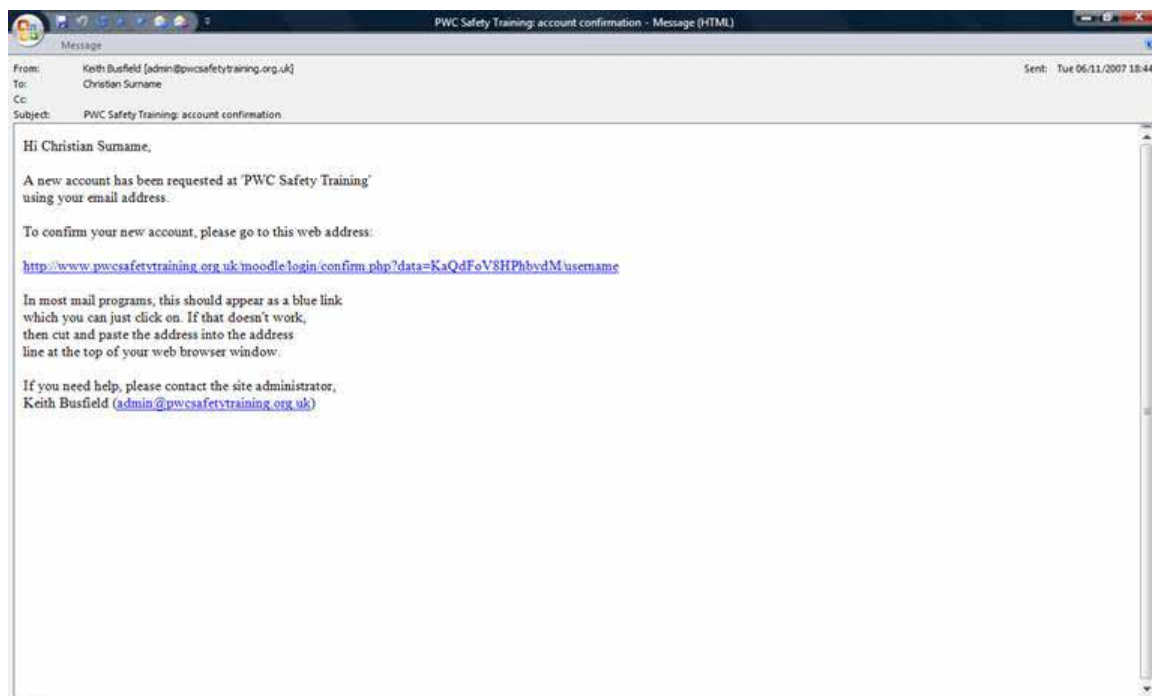 PWC Safety Training: account confirmation - Message (HTML)
Message
From: Keith Busfield [admin@pwcsafetytraining.org.uk] Sent: Tue 06/11/2007 18:44
To: Christian Surname
Cc:
Subject: PWC Safety Training: account confirmation
Hi Christian Surname,
A new account has been requested at 'PWC Safety Training'
using your email address.
To confirm your new account, please go to this web address:
http://www.pwcsafetytraining.org.uk/moodle/login/confirm.php?data=KaQdFoV8HPhbvdM/username
In most mail programs, this should appear as a blue link
which you can just click on. If that doesn't work,
then cut and paste the address into the address
line at the top of your web browser window.
If you need help, please contact the site administrator,
Keith Busfield (admin@pwcsafetytraining.org.uk)